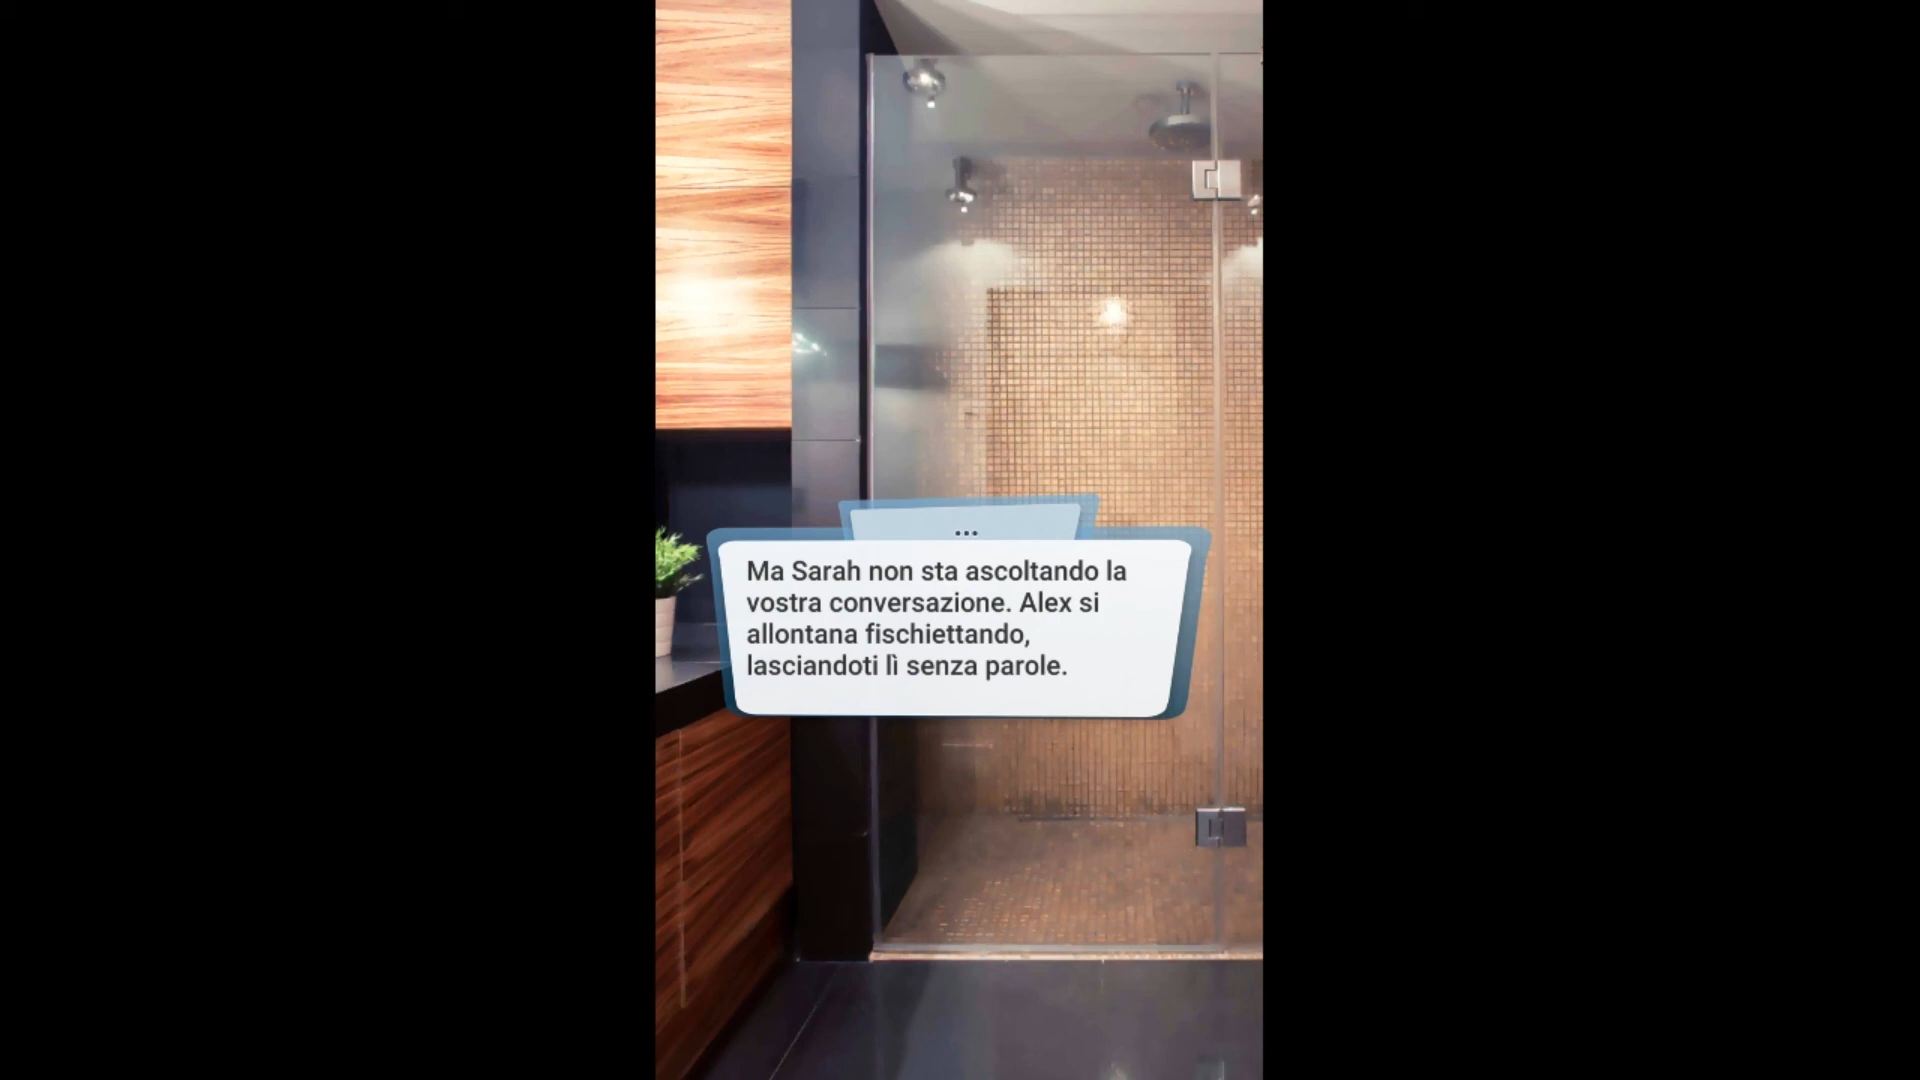 ...
Ma Sarah non sta ascoltando la
vostra conversazione. Alex si
allontana fischiettando,
lasciandoti lì senza parole.